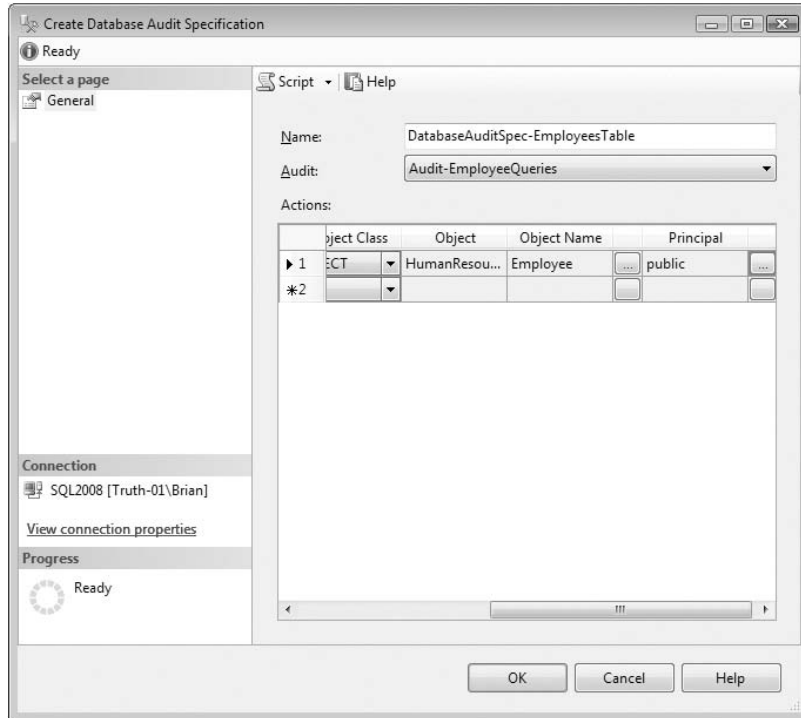 Create Database Audit Specification
Ready
Select a page
General
Script
Help
Name:
DatabaseAuditSpec-EmployeesTable
Audit:
Audit-EmployeeQueries
Actions:
bject Class Object Object Name Principal
1 ECT HumanResou... Employee ... public ...
*2
Connection
SQL2008 [Truth-01\Brian]
View connection properties
Progress
Ready
OK Cancel Help